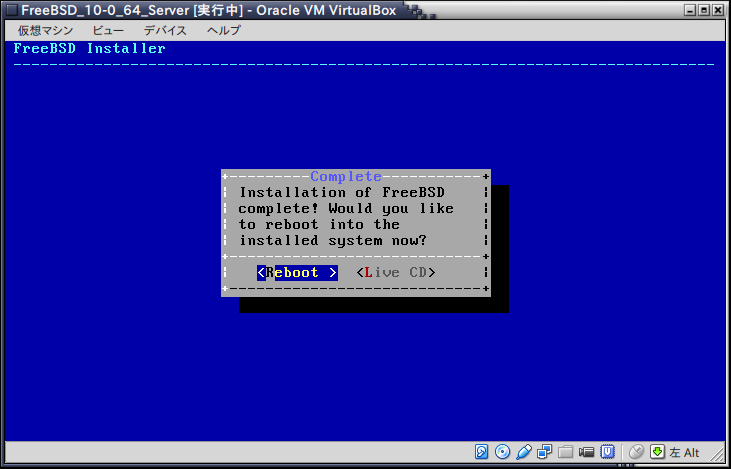 FreeBSD_10-0_64_Server [実行中] - Oracle VM VirtualBox
仮想マシン ビュー デバイス ヘルプ
FreeBSD Installer
Complete
Installation of FreeBSD
complete! Would you like
to reboot into the
installed system now?
<Reboot > <Live CD>
左 Alt